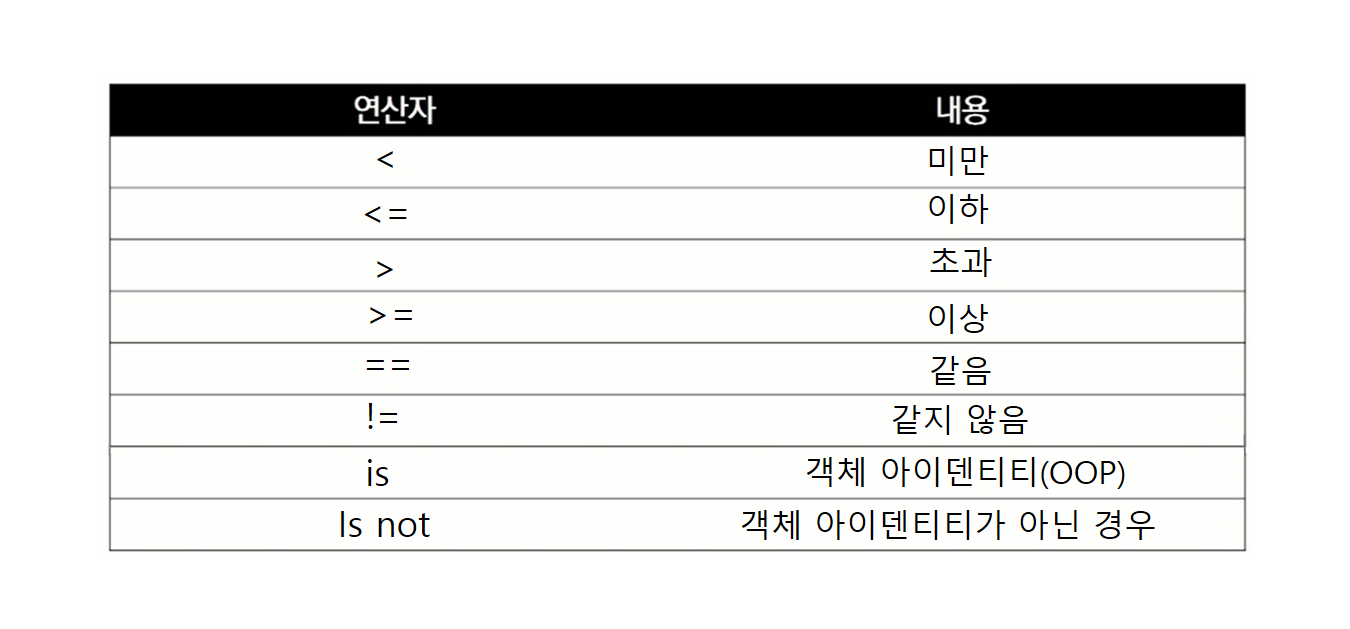 연산자 내용
< 미만
<= 이하
> 초과
>= 이상
== 같음
!= 같지 않음
is 객체 아이덴티티(OOP)
Is not 객체 아이덴티티가 아닌 경우